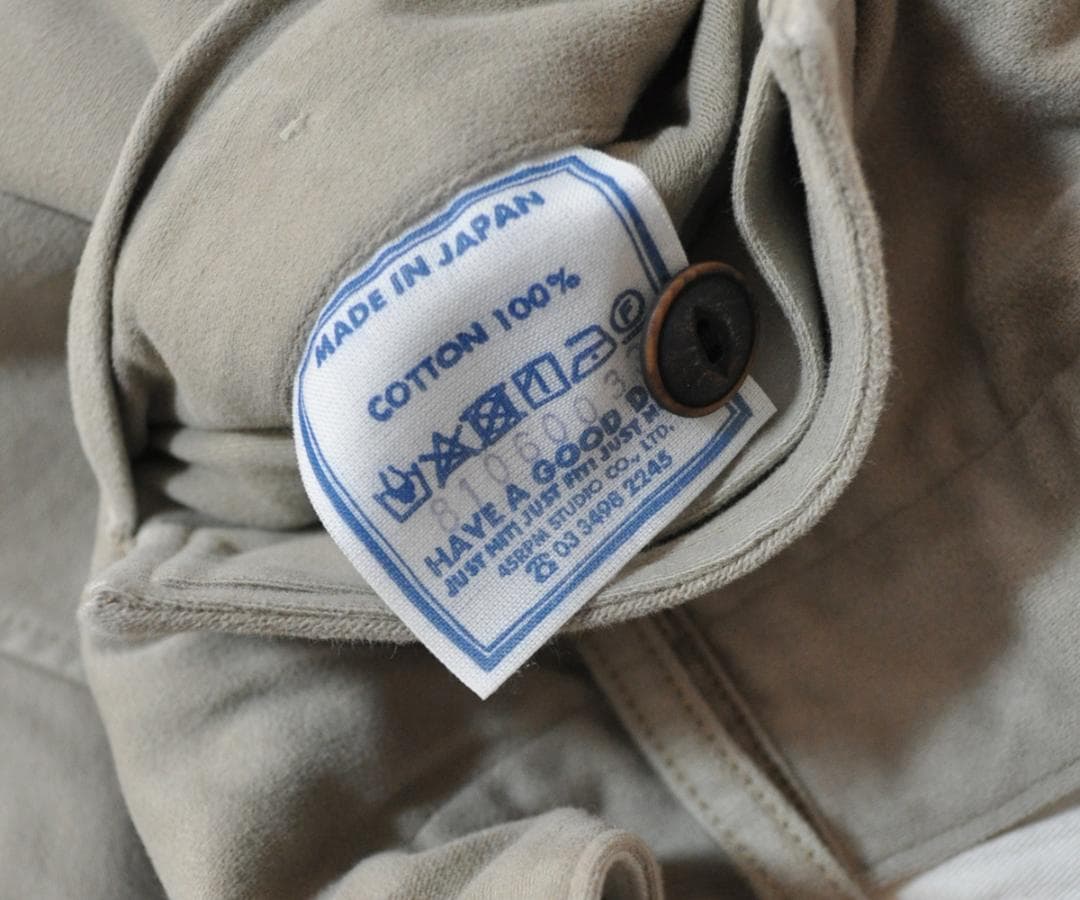 MADE IN JAPAN
COTTON 100%
F
8106003
HAVE A GOOD
JUST HIT! JUST FIT! JUST
45RPM STUDIO CO., LTD.
☎ 03 3498 2245